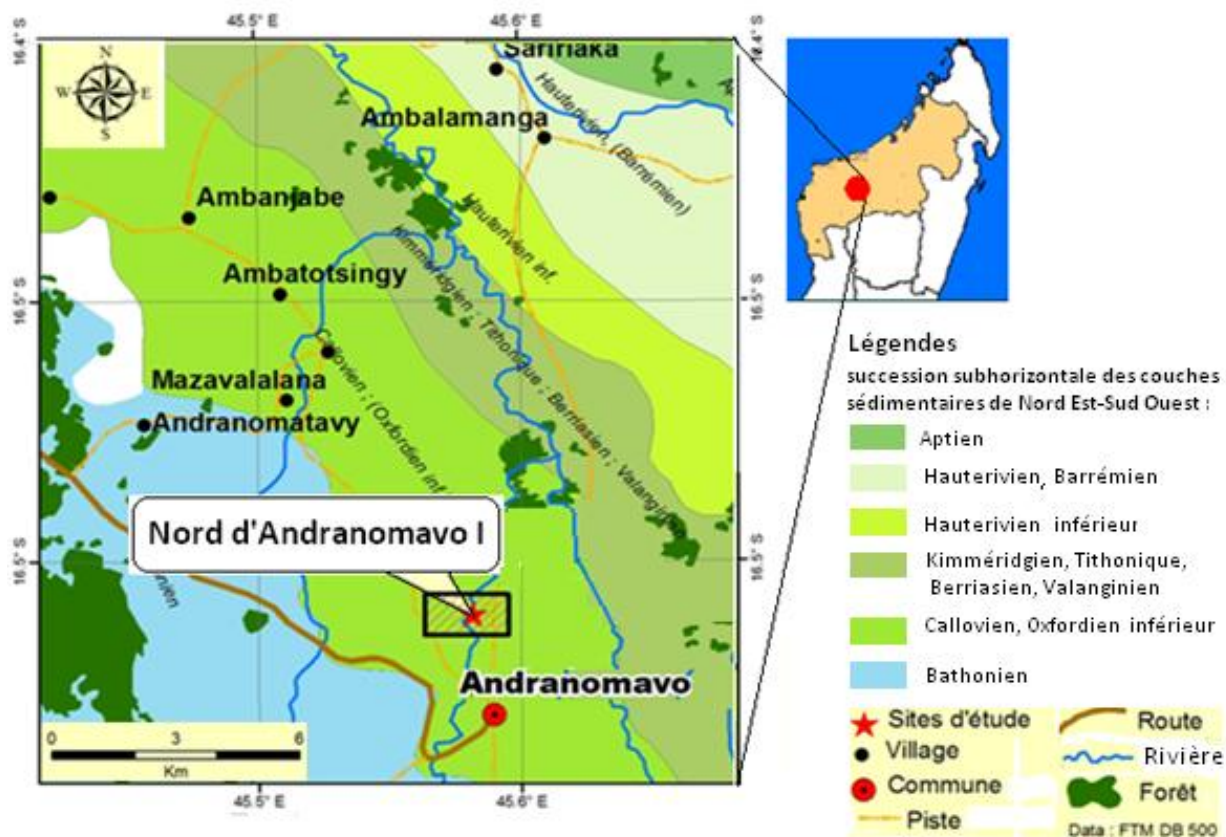 45.5° E
45.6° E
16.4° S
16.4° S
N
W E
S
Saririaka
Ambalamanga
Hauterivien, (Barrémien)
Ambanjabe
Hauterivien inf.
Ambatotsingy
Kimméridgien ; Tithonique ; Berriasien ; Valanginien
16.5° S
16.5° S
Callovien ; (Oxfordien inf
Mazavalalana
Andranomatavy
Nord d'Andranomavo I
16.5° S
16.5° S
Andranomavo
0 3 6
Km
45.5° E
45.6° E
Légendes
succession subhorizontale des couches
sédimentaires de Nord Est-Sud Ouest :
Aptien
Hauterivien, Barrémien
Hauterivien inférieur
Kimméridgien, Tithonique,
Berriasien, Valanginien
Callovien, Oxfordien inférieur
Bathonien
Sites d'étude
Route
Village
Rivière
Commune
Forêt
Piste
Data : FTM DB 500